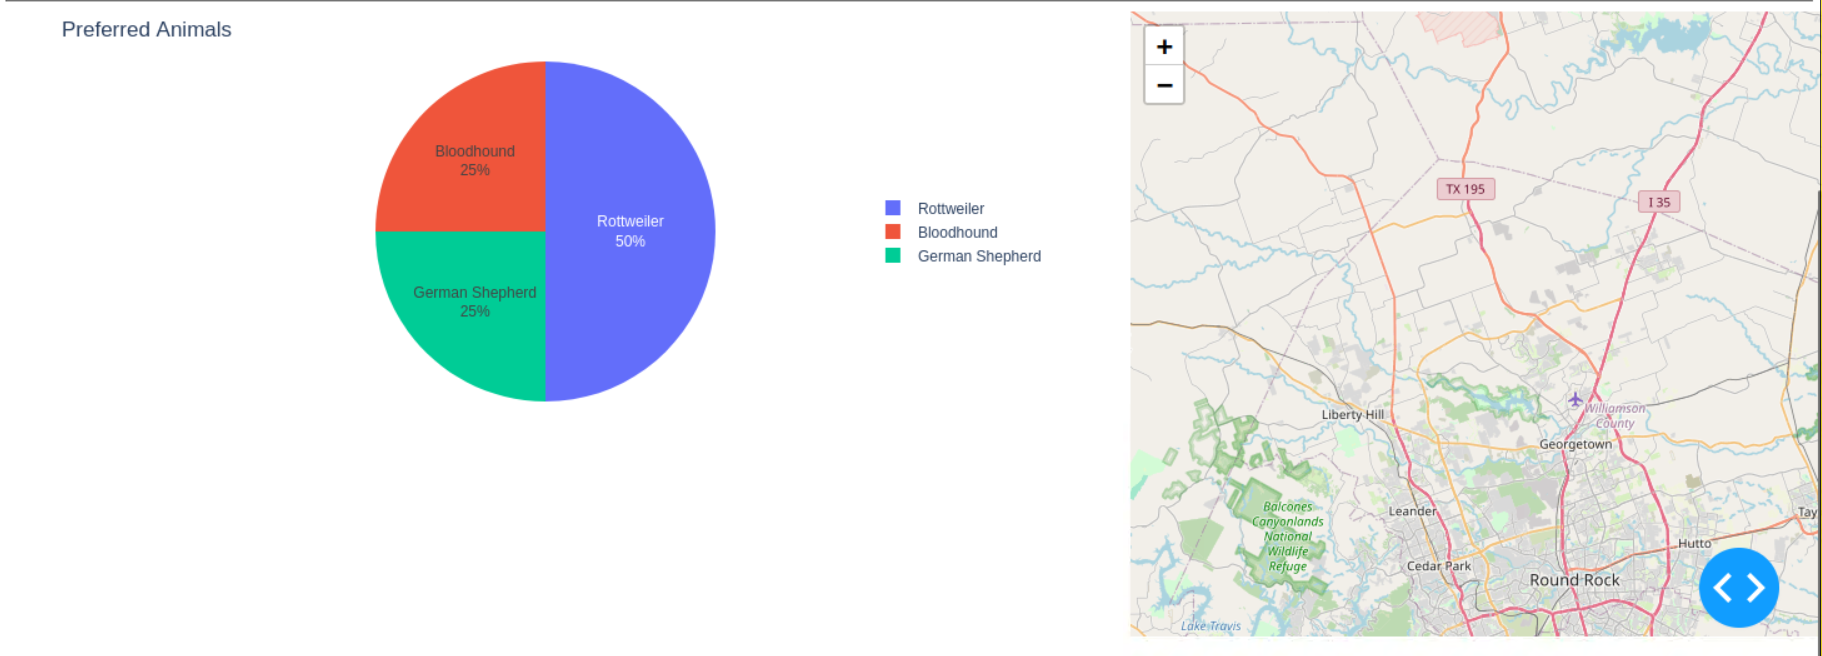 Preferred Animals
Bloodhound
25%
Rottweiler
50%
German Shepherd
25%
Rottweiler
Bloodhound
German Shepherd
+
−
TX 195
I 35
Liberty Hill
Williamson
County
Georgetown
Balcones
Canyonlands
National
Wildlife
Refuge
Leander
Tay
Hutto
Cedar Park
Round Rock
Lake Travis